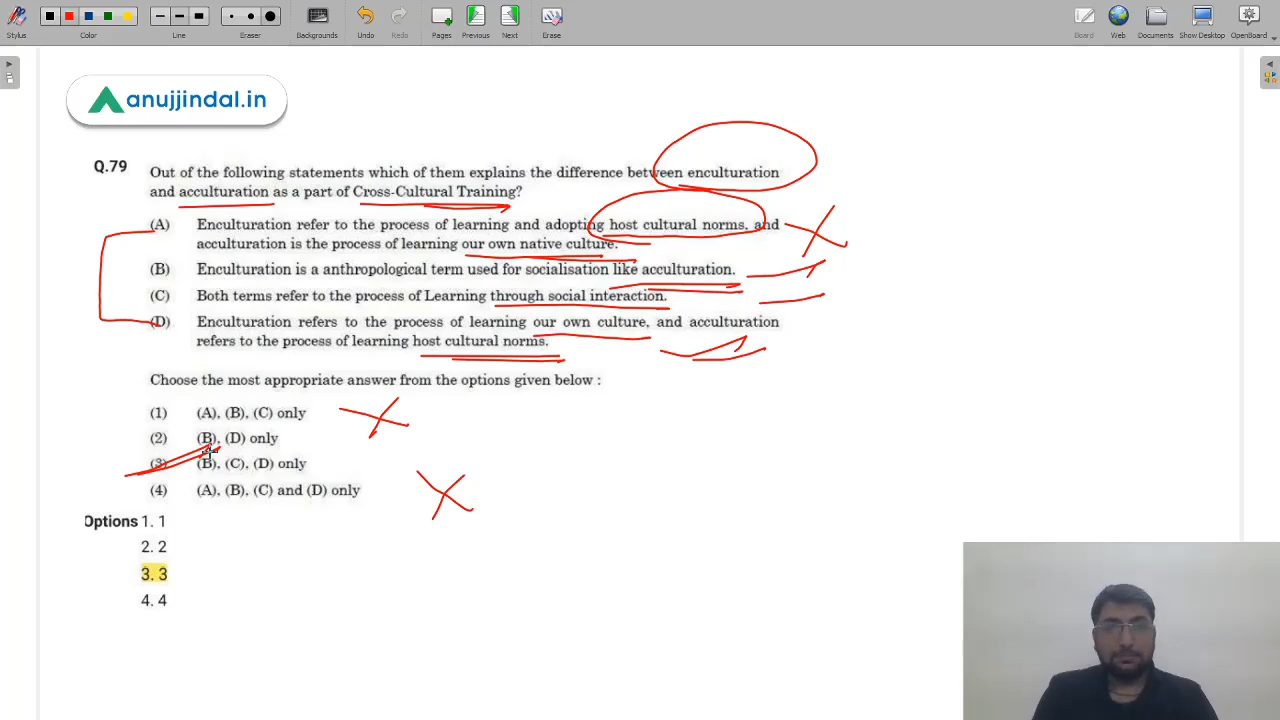 Stylus
Color
Line
Eraser
Backgrounds
Undo
Redo
Pages
Previous
Next
Erase
Board
Web
Documents
Show Desktop
OpenBoard
anujjindal.in
Q.79
Out of the following statements which of them explains the difference between enculturation
and acculturation as a part of Cross-Cultural Training?
(A) Enculturation refer to the process of learning and adopting host cultural norms, and
acculturation is the process of learning our own native culture.
(B) Enculturation is a anthropological term used for socialisation like acculturation.
(C) Both terms refer to the process of Learning through social interaction.
(D) Enculturation refers to the process of learning our own culture, and acculturation
refers to the process of learning host cultural norms.
Choose the most appropriate answer from the options given below :
(1) (A), (B), (C) only
(2) (B), (D) only
(3) (B), (C), (D) only
(4) (A), (B), (C) and (D) only
Options 1. 1
2. 2
3. 3
4. 4